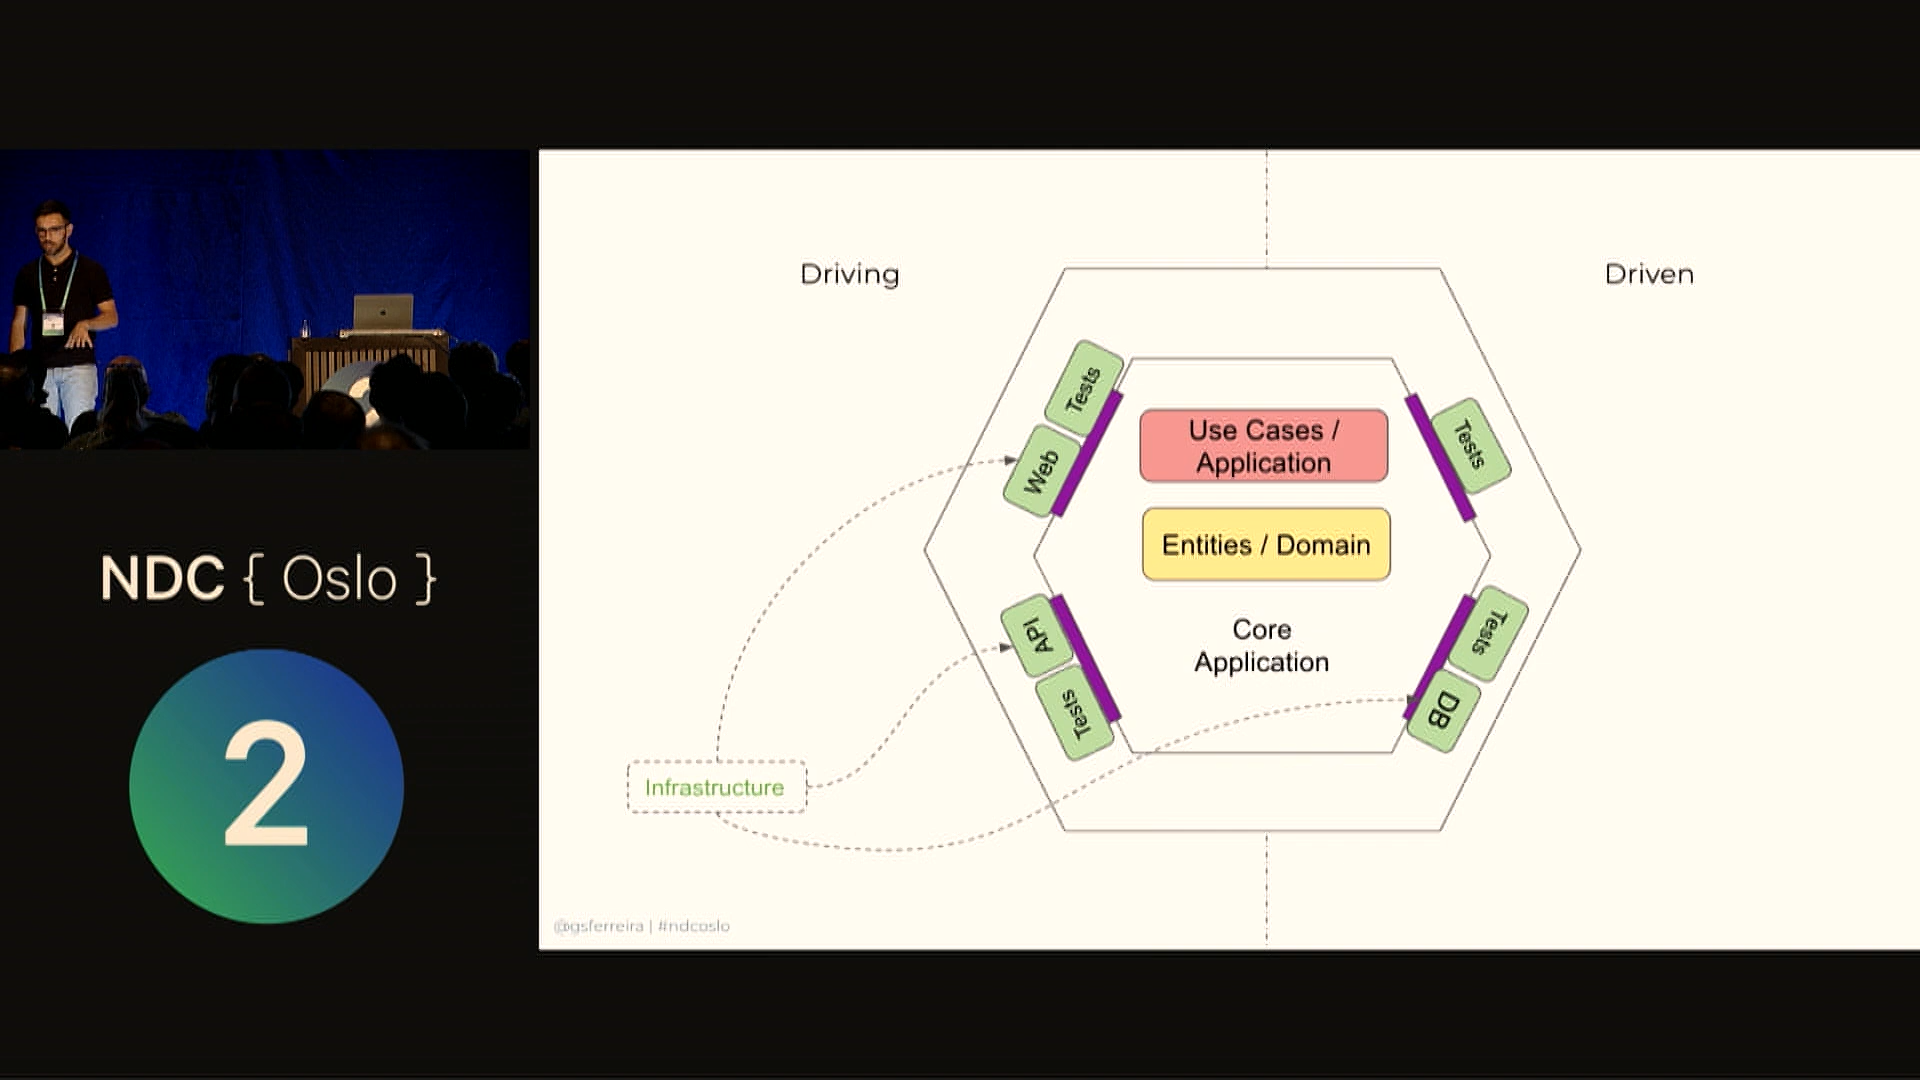 NDC { Oslo }
2
Driving
Driven
Tests
Web
Use Cases /
Application
Tests
Entities / Domain
API
Tests
Core
Application
Tests
DB
Infrastructure
@gsferreira | #ndcoslo